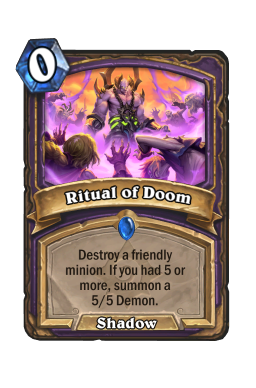 0
Ritual of Doom
Destroy a friendly
minion. If you had 5 or
more, summon a
5/5 Demon.
Shadow